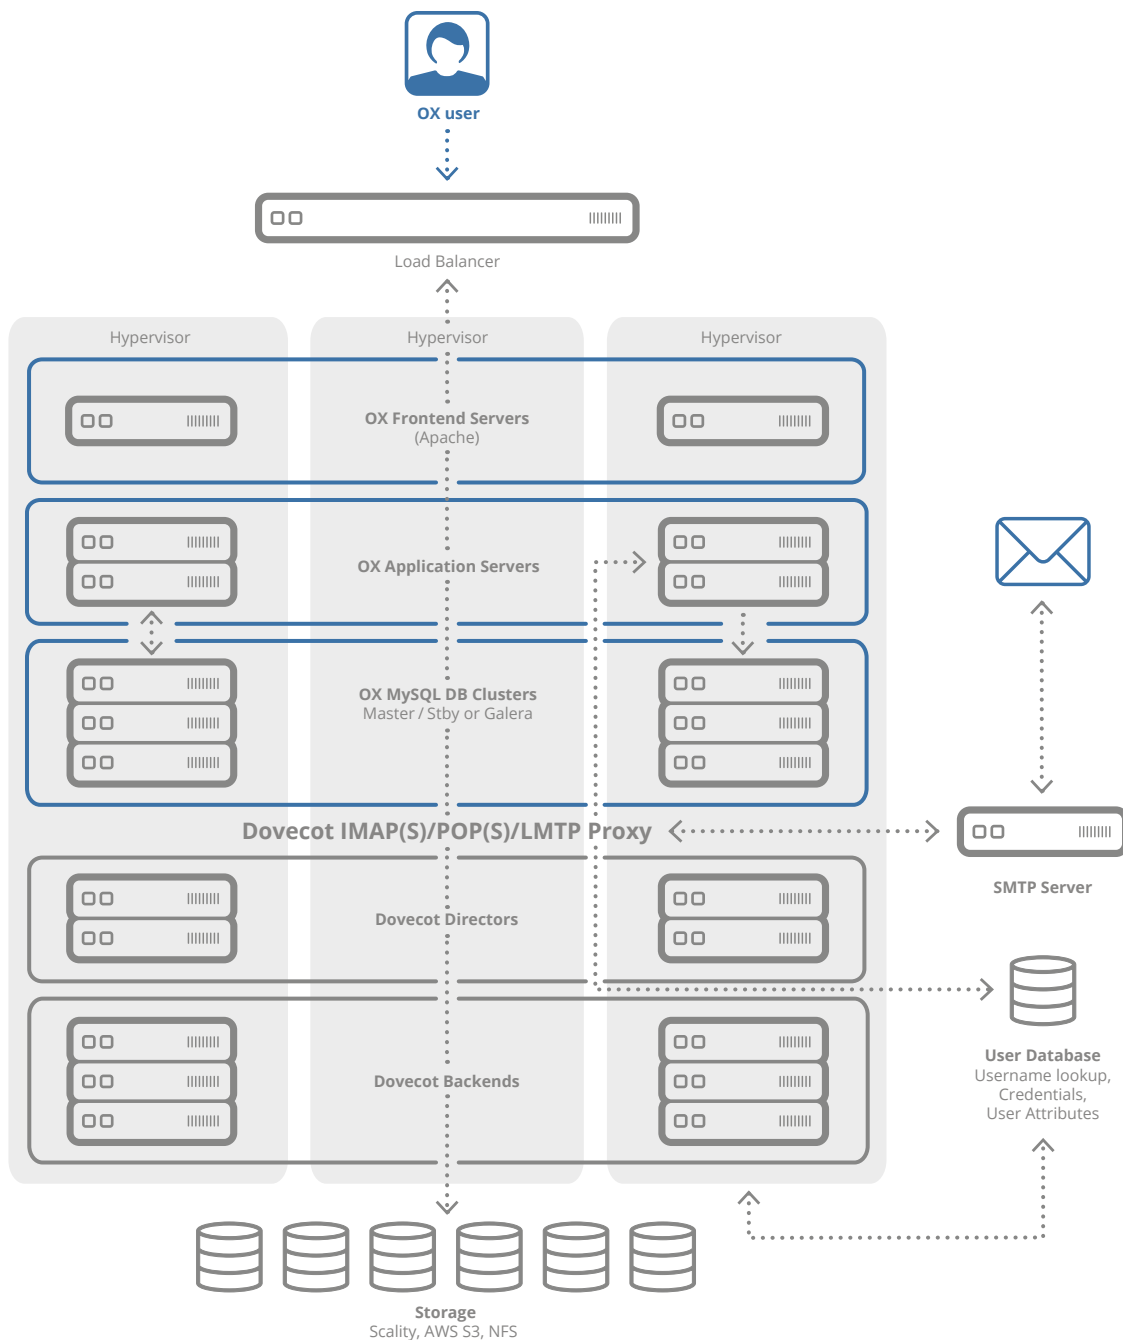 OX user
Load Balancer
Hypervisor
Hypervisor
Hypervisor
OX Frontend Servers
(Apache)
OX Application Servers
OX MySQL DB Clusters
Master / Stby or Galera
Dovecot IMAP(S)/POP(S)/LMTP Proxy
SMTP Server
Dovecot Directors
User Database
Username lookup,
Credentials,
User Attributes
Dovecot Backends
Storage
Scality, AWS S3, NFS